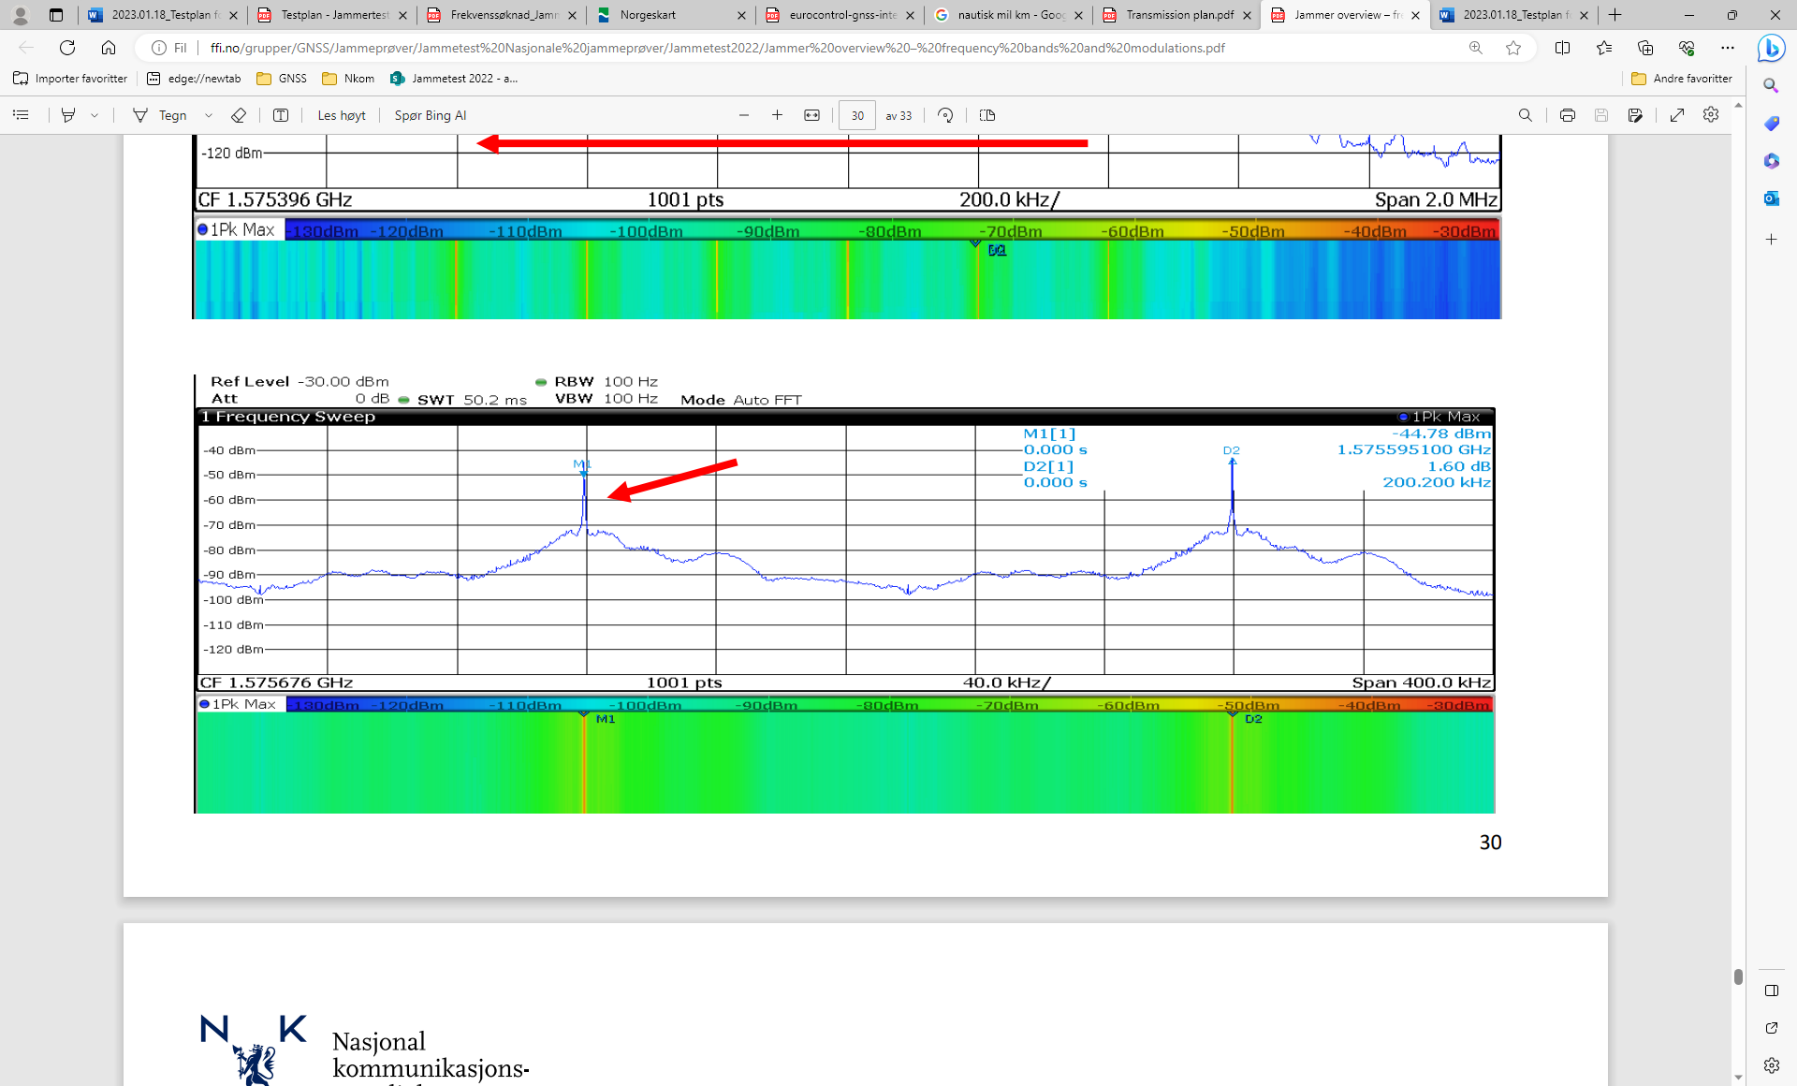 2023.01.18_Testplan f
Testplan - Jammertest
Frekvenssøknad_Jamm
Norgeskart
eurocontrol-gnss-inte
nautisk mil km - Goog
Transmission plan.pdf
Jammer overview – fre
2023.01.18_Testplan f
Fil
ffi.no/grupper/GNSS/Jammeprøver/Jammetest%20Nasjonale%20jammeprøver/Jammetest2022/Jammer%20overview%20–%20frequency%20bands%20and%20modulations.pdf
Importer favoritter
edge://newtab
GNSS
Nkom
Jammetest 2022 - a...
Andre favoritter
Tegn
Les høyt
Spør Bing AI
30
av 33
-120 dBm
CF 1.575396 GHz 1001 pts 200.0 kHz/ Span 2.0 MHz
1Pk Max -130dBm -120dBm -110dBm -100dBm -90dBm -80dBm -70dBm -60dBm -50dBm -40dBm -30dBm
Ref Level -30.00 dBm RBW 100 Hz
Att 0 dB SWT 50.2 ms VBW 100 Hz Mode Auto FFT
1 Frequency Sweep 1Pk Max
M1[1] -44.78 dBm
0.000 s 1.575595100 GHz
D2[1] 1.60 dB
0.000 s 200.200 kHz
M1
D2
-40 dBm
-50 dBm
-60 dBm
-70 dBm
-80 dBm
-90 dBm
-100 dBm
-110 dBm
-120 dBm
CF 1.575676 GHz 1001 pts 40.0 kHz/ Span 400.0 kHz
1Pk Max -130dBm -120dBm -110dBm -100dBm -90dBm -80dBm -70dBm -60dBm -50dBm -40dBm -30dBm
M1 D2
30
N K
Nasjonal
kommunikasjons-